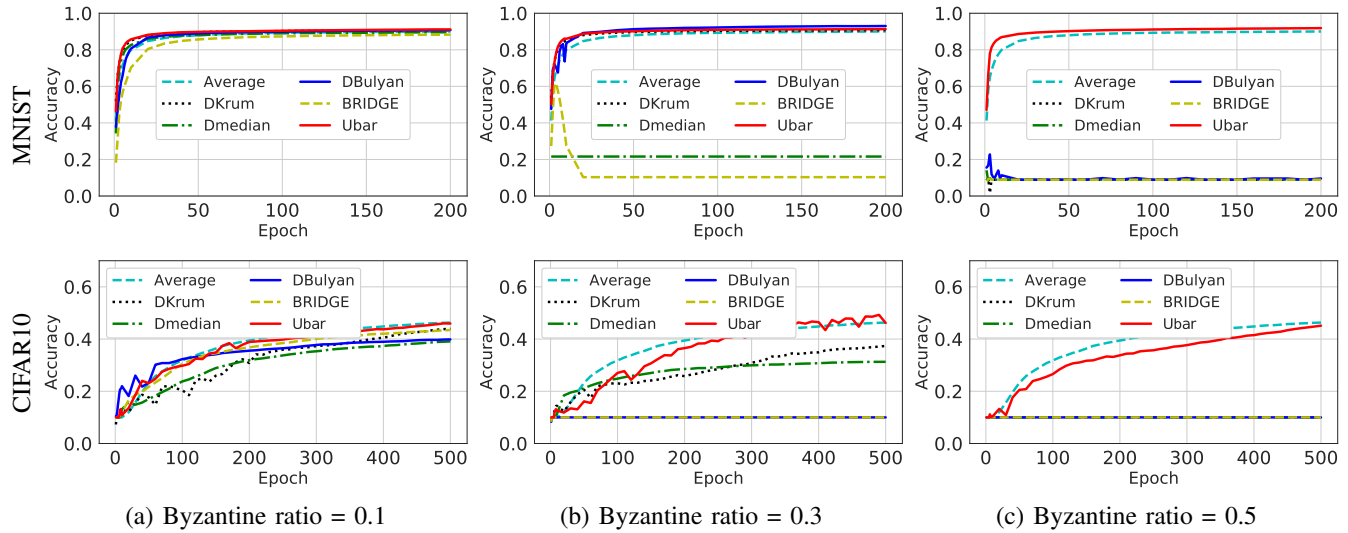 MNIST
Accuracy
1.0
0.8
0.6
0.4
0.2
0.0
Average
DKrum
Dmedian
DBulyan
BRIDGE
Ubar
0 50 100 150 200
Epoch
Accuracy
1.0
0.8
0.6
0.4
0.2
0.0
Average
DKrum
Dmedian
DBulyan
BRIDGE
Ubar
0 50 100 150 200
Epoch
Accuracy
1.0
0.8
0.6
0.4
0.2
0.0
Average
DKrum
Dmedian
DBulyan
BRIDGE
Ubar
0 50 100 150 200
Epoch
CIFAR10
Accuracy
0.6
0.4
0.2
0.0
Average
DKrum
Dmedian
DBulyan
BRIDGE
Ubar
0 100 200 300 400 500
Epoch
Accuracy
0.6
0.4
0.2
0.0
Average
DKrum
Dmedian
DBulyan
BRIDGE
Ubar
0 100 200 300 400 500
Epoch
Accuracy
0.6
0.4
0.2
0.0
Average
DKrum
Dmedian
DBulyan
BRIDGE
Ubar
0 100 200 300 400 500
Epoch
(a) Byzantine ratio = 0.1
(b) Byzantine ratio = 0.3
(c) Byzantine ratio = 0.5